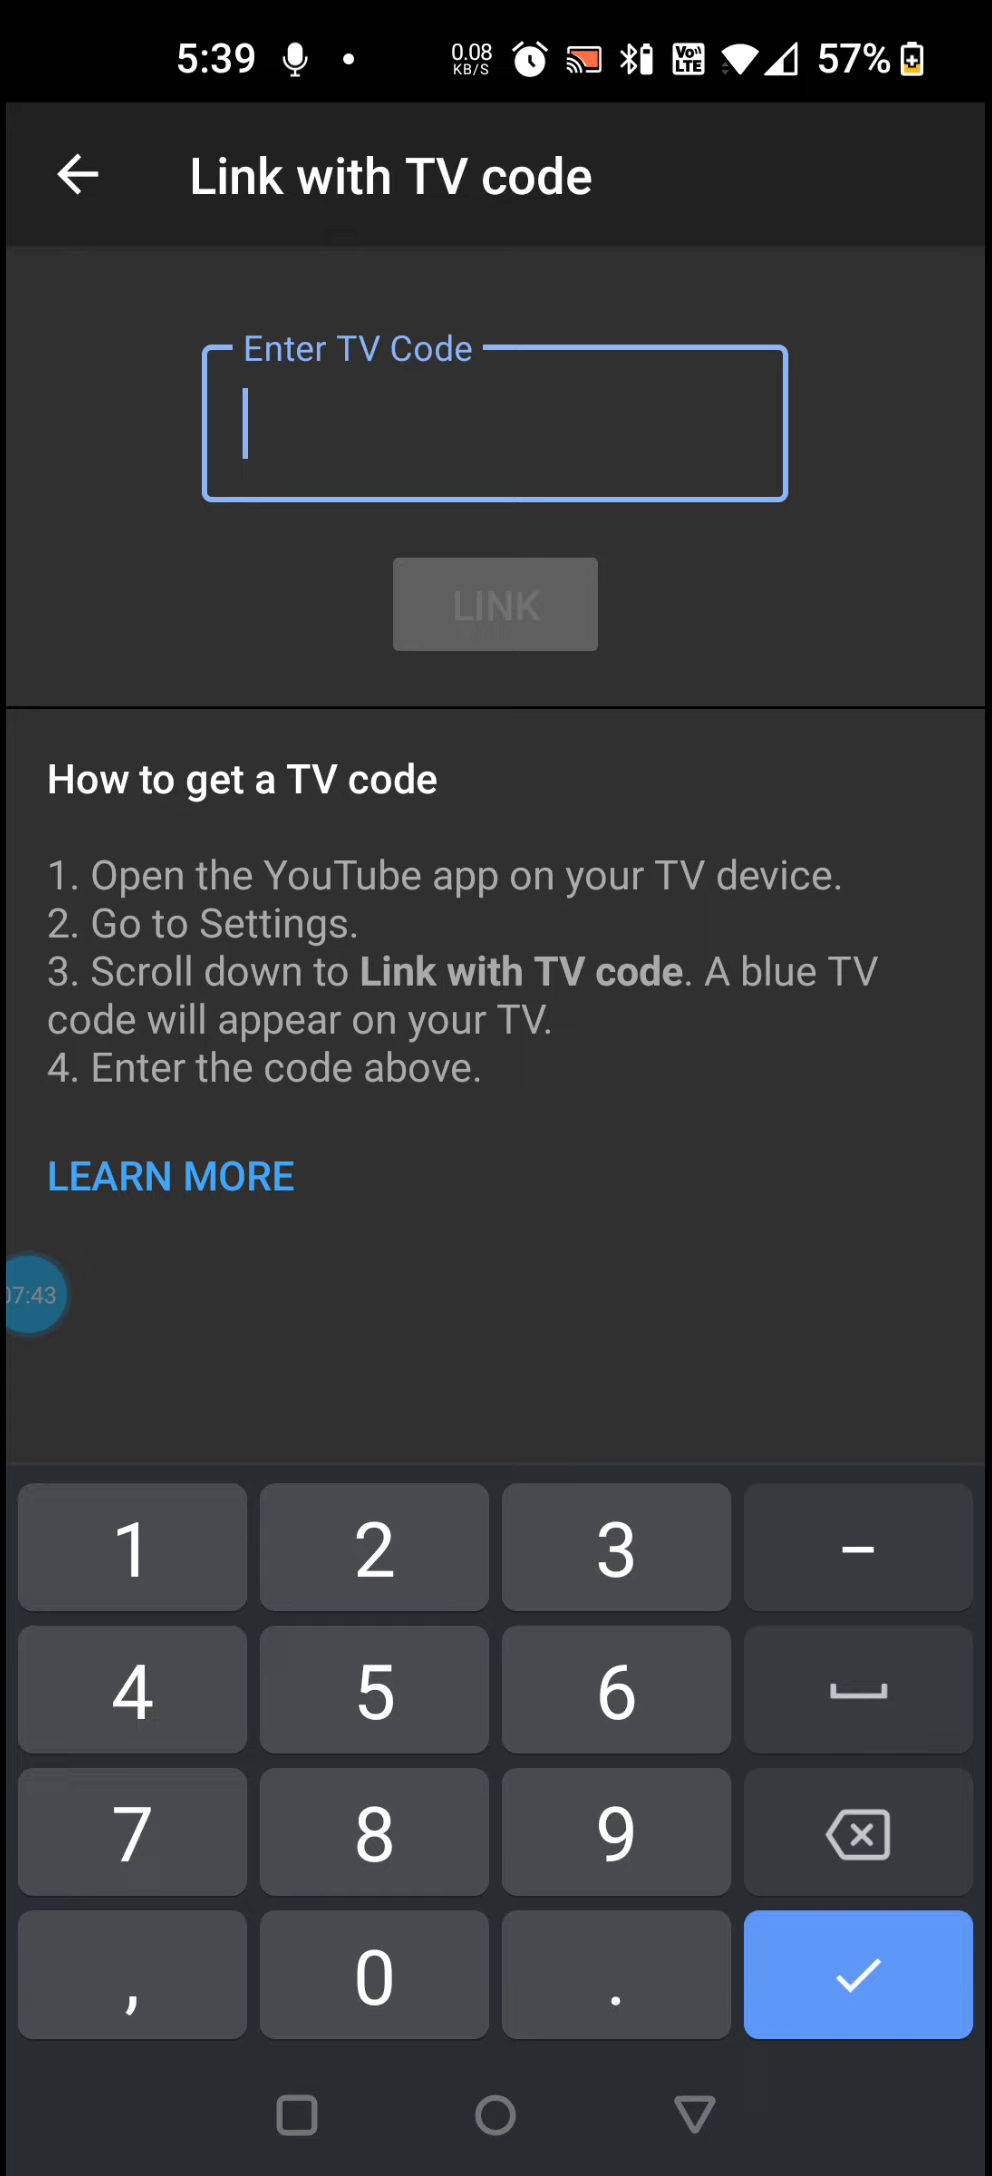 5:39 0.08 KB/S Vo LTE 57%
Link with TV code
Enter TV Code
LINK
How to get a TV code
1. Open the YouTube app on your TV device.
2. Go to Settings.
3. Scroll down to Link with TV code. A blue TV
code will appear on your TV.
4. Enter the code above.
LEARN MORE
07:43
1 2 3 –
4 5 6
7 8 9
, 0 .